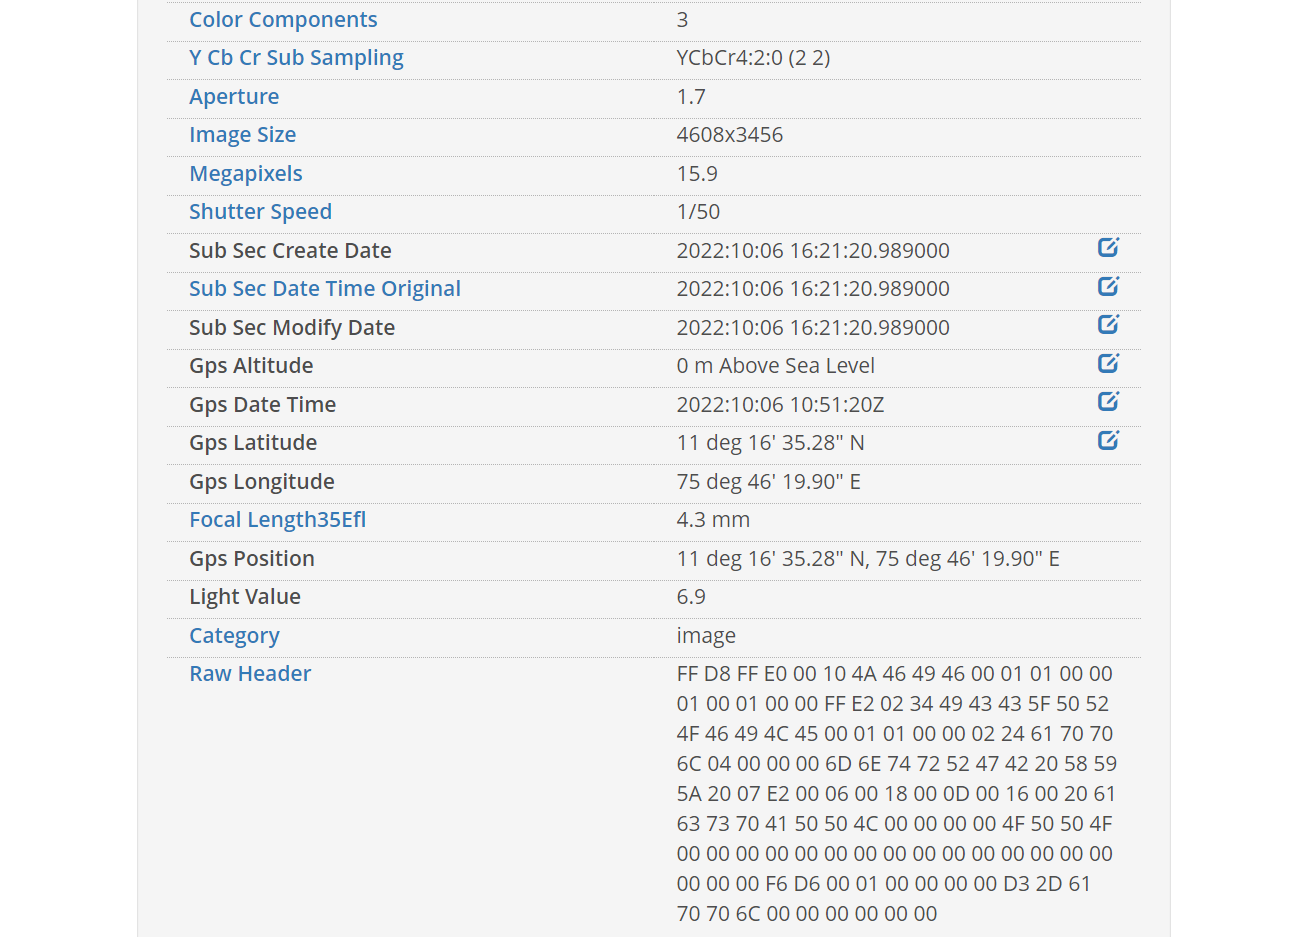 Color Components 3
Y Cb Cr Sub Sampling YCbCr4:2:0 (2 2)
Aperture 1.7
Image Size 4608x3456
Megapixels 15.9
Shutter Speed 1/50
Sub Sec Create Date 2022:10:06 16:21:20.989000
Sub Sec Date Time Original 2022:10:06 16:21:20.989000
Sub Sec Modify Date 2022:10:06 16:21:20.989000
Gps Altitude 0 m Above Sea Level
Gps Date Time 2022:10:06 10:51:20Z
Gps Latitude 11 deg 16' 35.28" N
Gps Longitude 75 deg 46' 19.90" E
Focal Length35Efl 4.3 mm
Gps Position 11 deg 16' 35.28" N, 75 deg 46' 19.90" E
Light Value 6.9
Category image
Raw Header FF D8 FF E0 00 10 4A 46 49 46 00 01 01 00 00
01 00 01 00 00 FF E2 02 34 49 43 43 5F 50 52
4F 46 49 4C 45 00 01 01 00 00 02 24 61 70 70
6C 04 00 00 00 6D 6E 74 72 52 47 42 20 58 59
5A 20 07 E2 00 06 00 18 00 0D 00 16 00 20 61
63 73 70 41 50 50 4C 00 00 00 00 4F 50 50 4F
00 00 00 00 00 00 00 00 00 00 00 00 00 00 00
00 00 00 F6 D6 00 01 00 00 00 00 D3 2D 61
70 70 6C 00 00 00 00 00 00